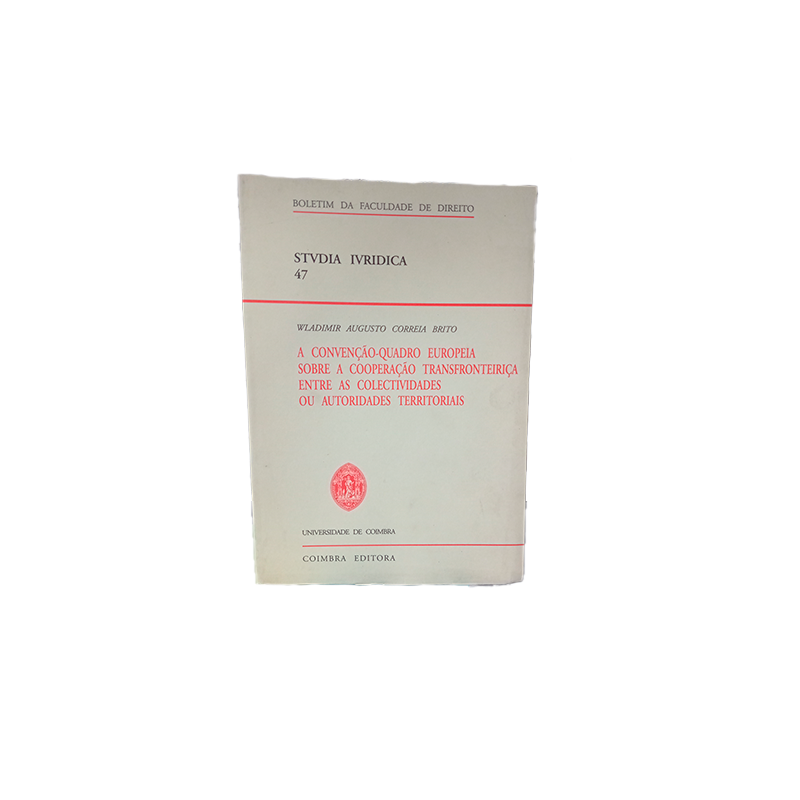 BOLETIM DA FACULDADE DE DIREITO
STVDIA IVRIDICA
47
WLADIMIR AUGUSTO CORREIA BRITO
A CONVENÇÃO-QUADRO EUROPEIA
SOBRE A COOPERAÇÃO TRANSFRONTEIRIÇA
ENTRE AS COLECTIVIDADES
OU AUTORIDADES TERRITORIAIS
UNIVERSIDADE DE COIMBRA
COIMBRA EDITORA